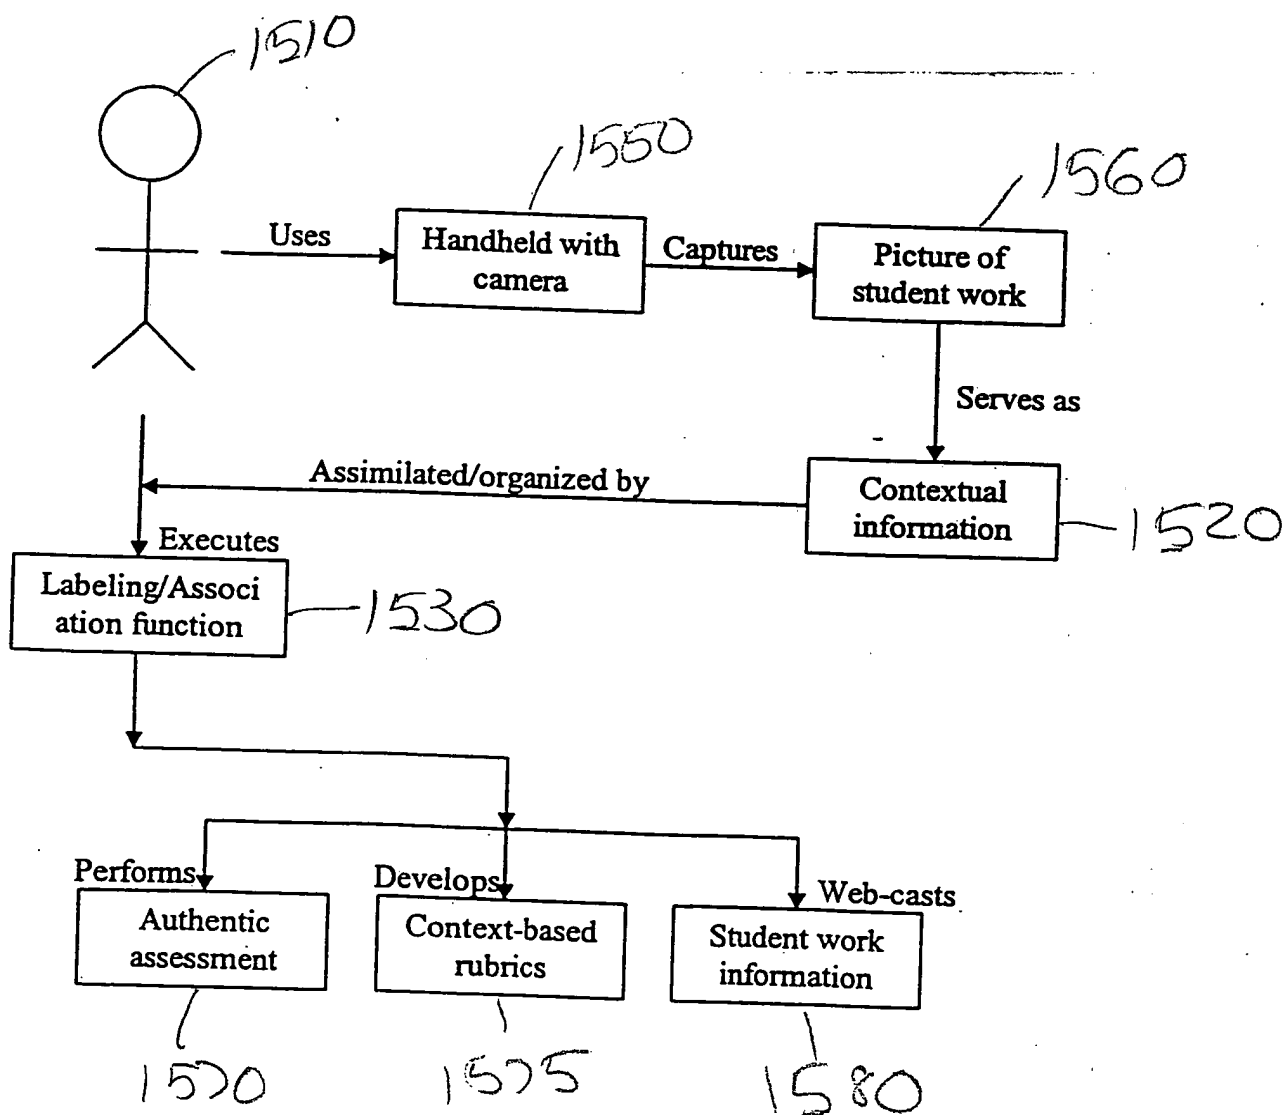 1510
1550
1560
Uses
Handheld with
camera
Captures
Picture of
student work
Serves as
Assimilated/organized by
Contextual
information
1520
Executes
Labeling/Associ
ation function
1530
Performs
Authentic
assessment
Develops
Context-based
rubrics
Web-casts
Student work
information
1570
1575
1580